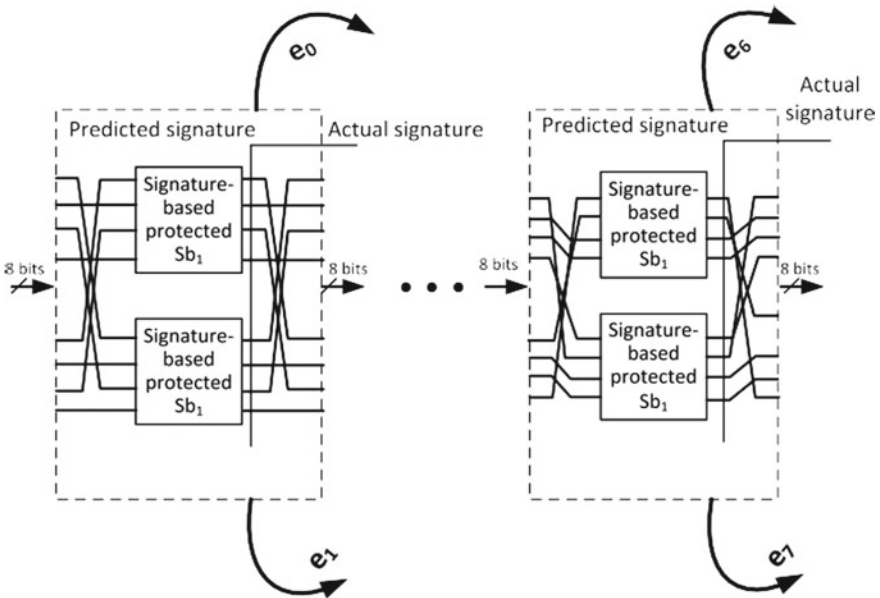 e₀
e₆
Predicted signature
Actual signature
Predicted signature
Actual
signature
Signature-
based
protected
Sb₁
Signature-
based
protected
Sb₁
8 bits
8 bits
8 bits
8 bits
Signature-
based
protected
Sb₁
Signature-
based
protected
Sb₁
e₁
e₇